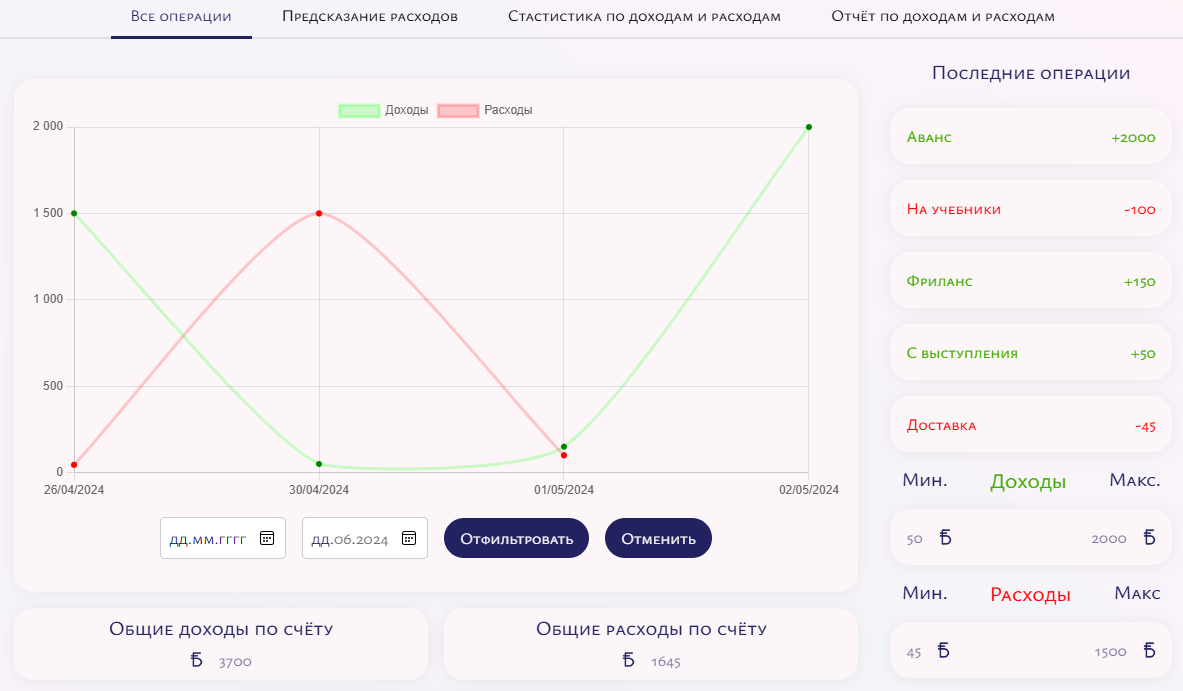 Все операции
Предсказание расходов
Стастистика по доходам и расходам
Отчёт по доходам и расходам
Доходы
Расходы
2 000
1 500
1 000
500
0
26/04/2024
30/04/2024
01/05/2024
02/05/2024
дд.мм.гггг
дд.06.2024
Отфильтровать
Отменить
Общие доходы по счёту
3700
Общие расходы по счёту
1645
Последние операции
Аванс +2000
На учебники -100
Фриланс +150
С выступления +50
Доставка -45
Мин. Доходы Макс.
50 2000
Мин. Расходы Макс
45 1500